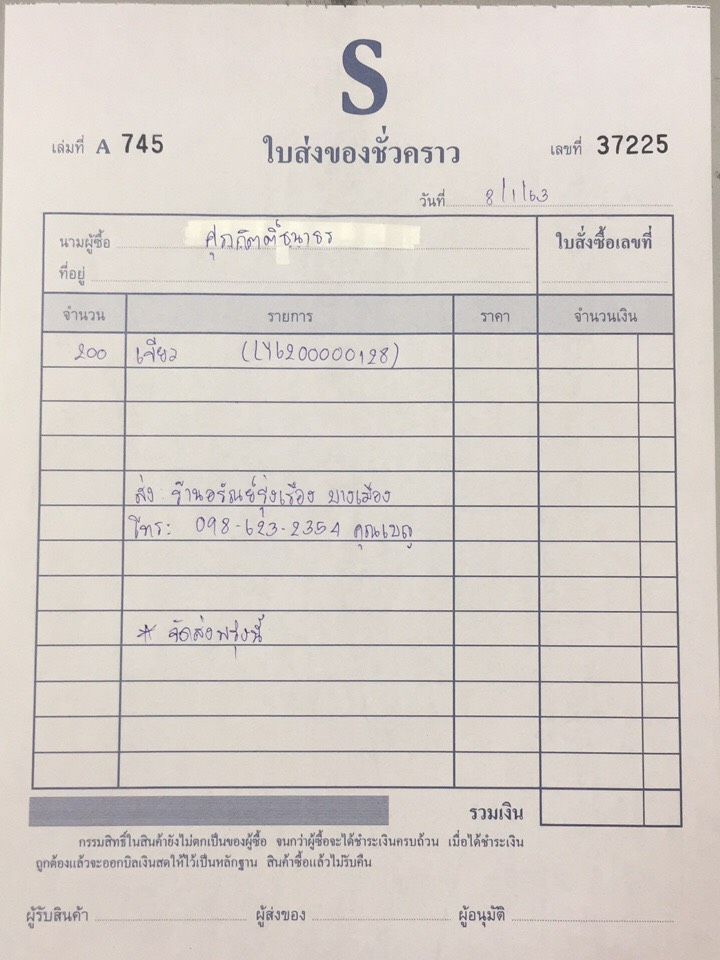 S
เล่มที่ A 745
ใบส่งของชั่วคราว
เลขที่ 37225
วันที่ 8/1/63
นามผู้ซื้อ ศุภกิตติ์ธนาธร
ใบสั่งซื้อเลขที่
ที่อยู่
จำนวน รายการ ราคา จำนวนเงิน
200 เขียว (LY6200000128)
ส่ง: ร้านอรัณย์รุ่งเรือง บางเมือง
โทร: 098-623-2354 คุณเบญ
* จัดส่งพรุ่งนี้
รวมเงิน
กรรมสิทธิ์ในสินค้ายังไม่ตกเป็นของผู้ซื้อ จนกว่าผู้ซื้อจะได้ชำระเงินครบถ้วน เมื่อได้ชำระเงิน
ถูกต้องแล้วจะออกบิลเงินสดให้ไว้เป็นหลักฐาน สินค้าซื้อแล้วไม่รับคืน
ผู้รับสินค้า ผู้ส่งของ ผู้อนุมัติ